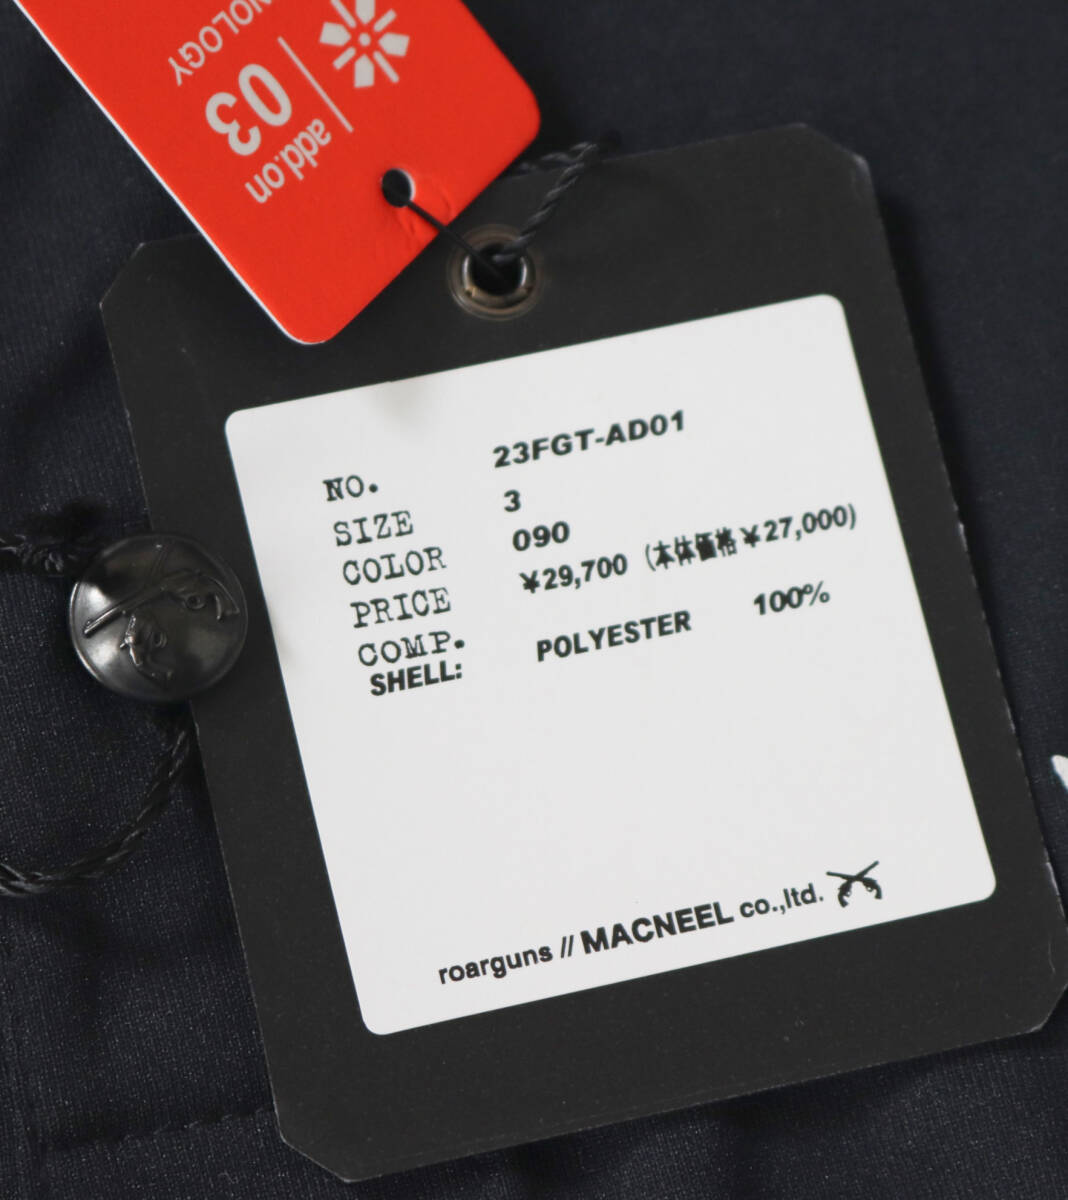 NOLOGY
03
add.on
NO. 23FGT-AD01
SIZE 3
COLOR 090
PRICE ¥29,700 (本体価格¥27,000)
COMP.
SHELL: POLYESTER 100%
roarguns // MACNEEL co.,ltd.